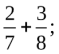 2/7 + 3/8 ;